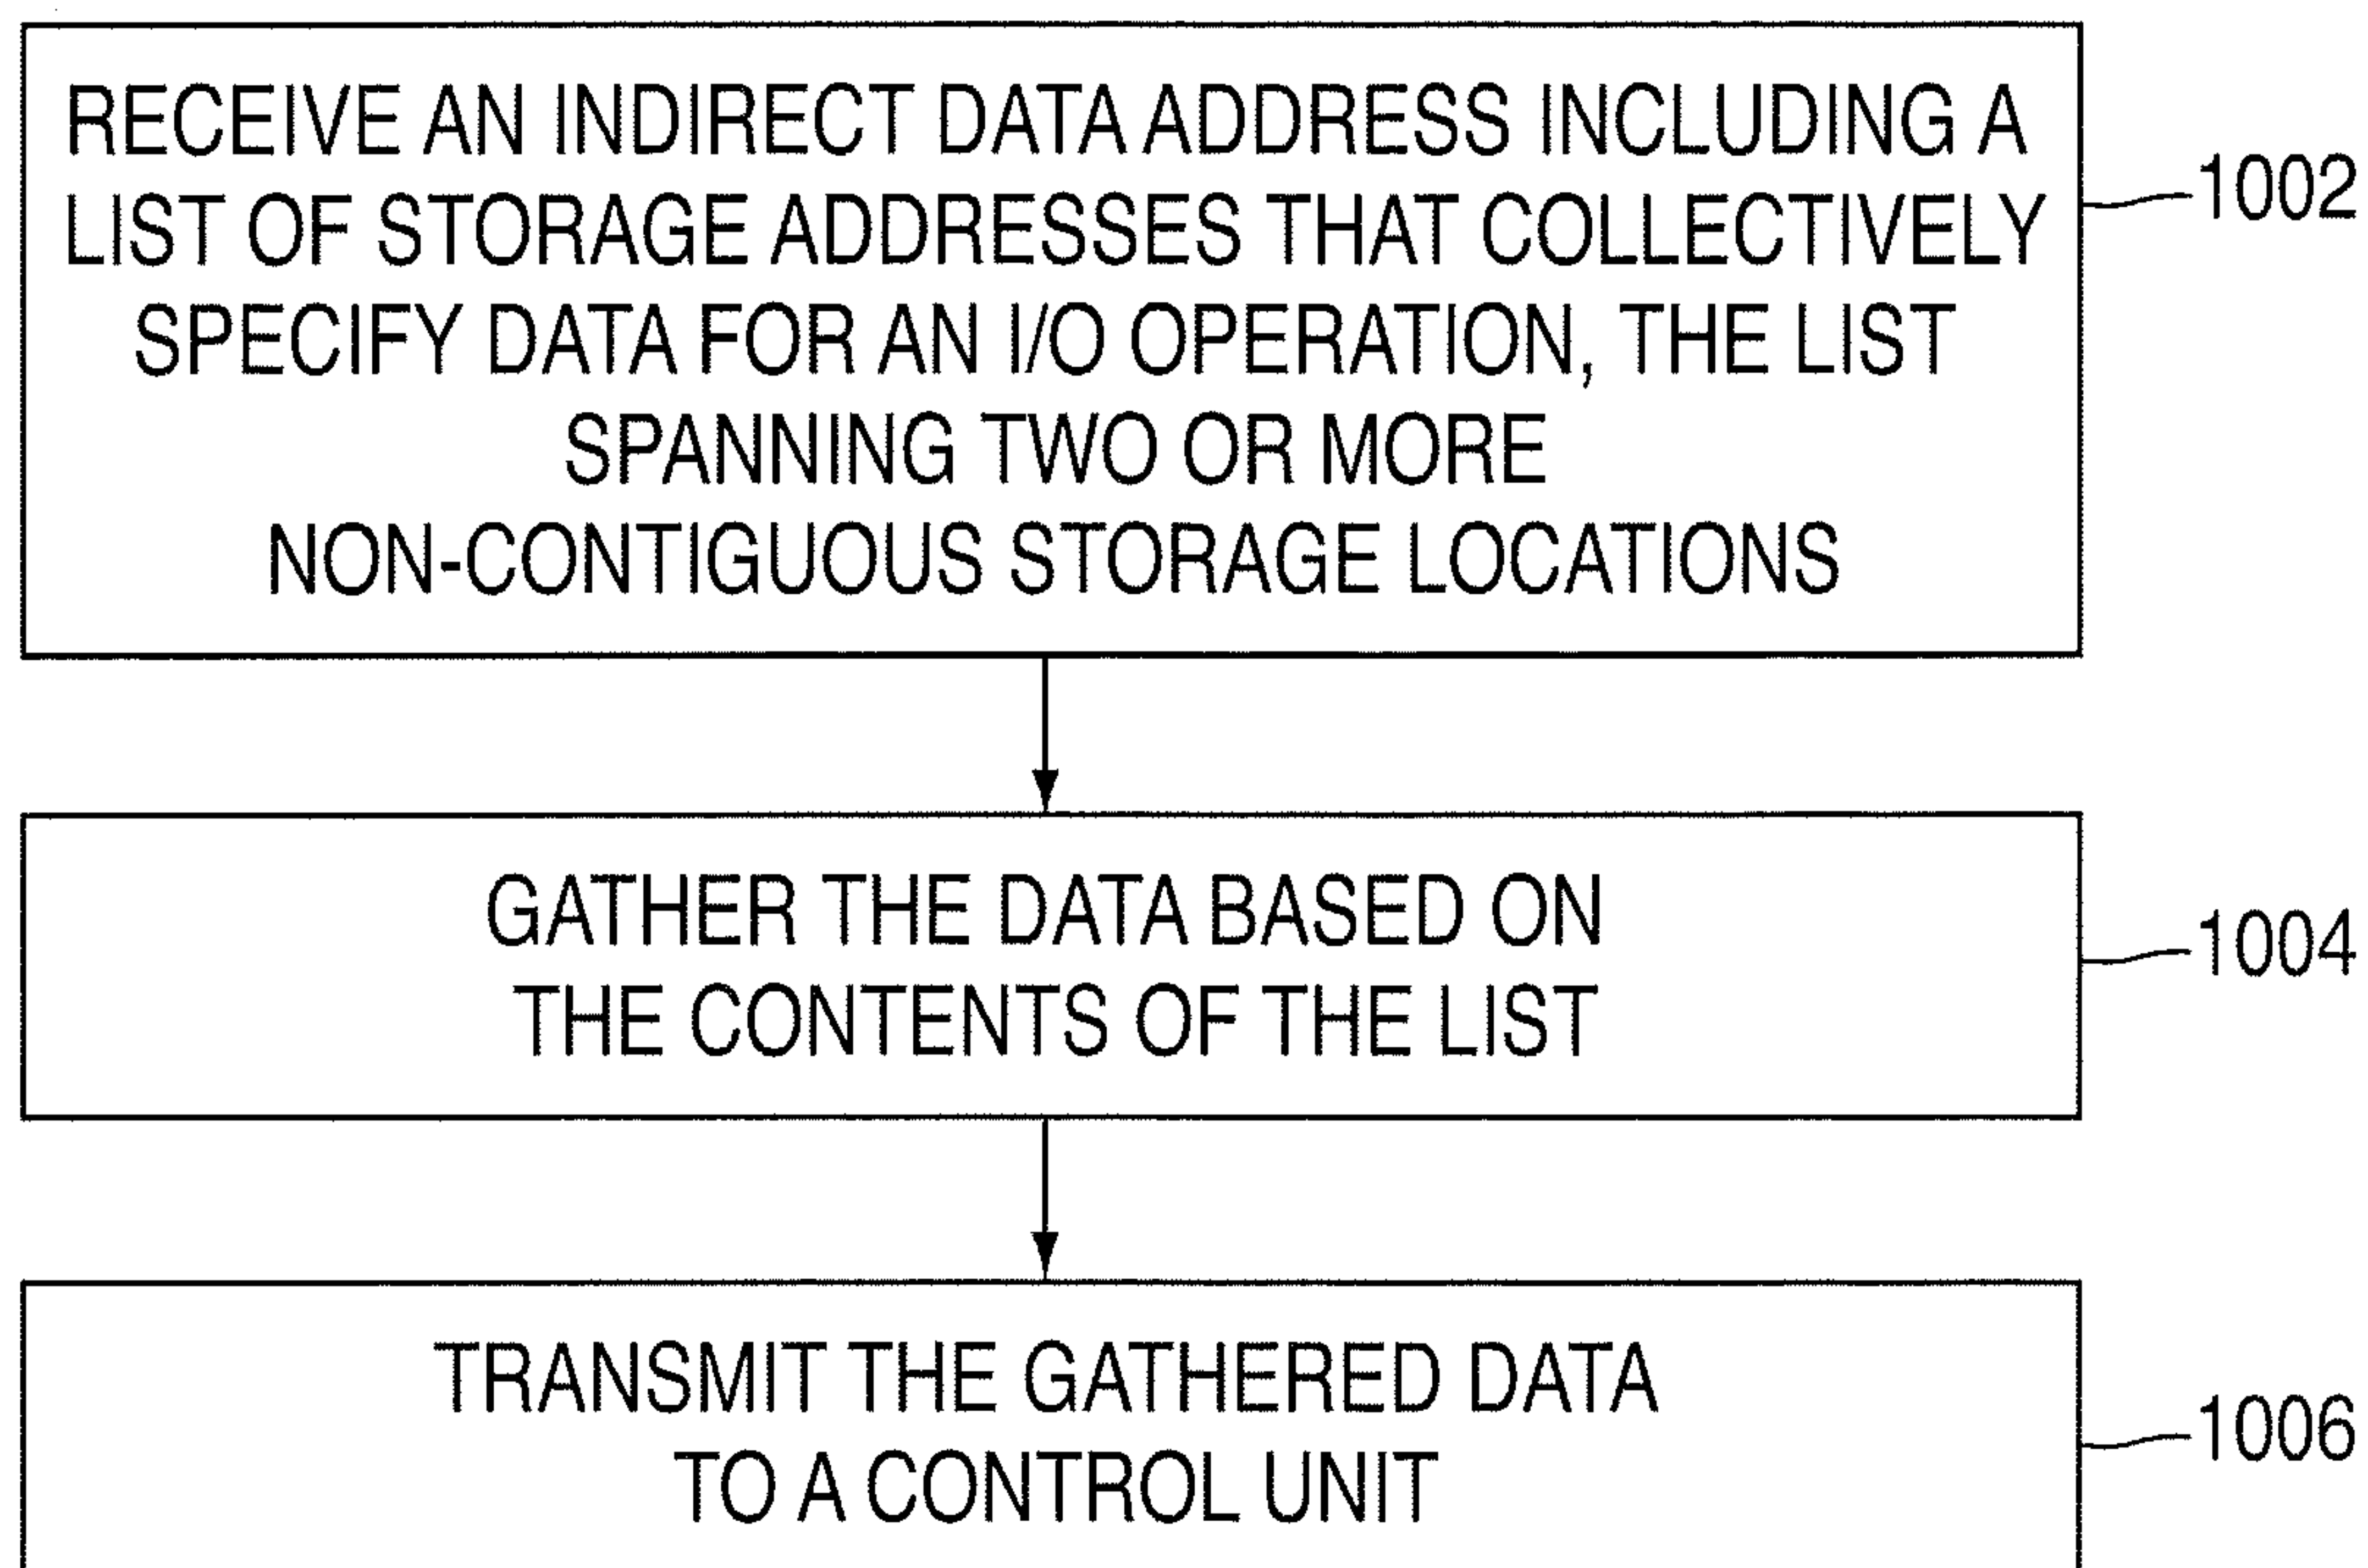 RECEIVE AN INDIRECT DATA ADDRESS INCLUDING A
LIST OF STORAGE ADDRESSES THAT COLLECTIVELY
SPECIFY DATA FOR AN I/O OPERATION, THE LIST
SPANNING TWO OR MORE
NON-CONTIGUOUS STORAGE LOCATIONS
1002
GATHER THE DATA BASED ON
THE CONTENTS OF THE LIST
1004
TRANSMIT THE GATHERED DATA
TO A CONTROL UNIT
1006